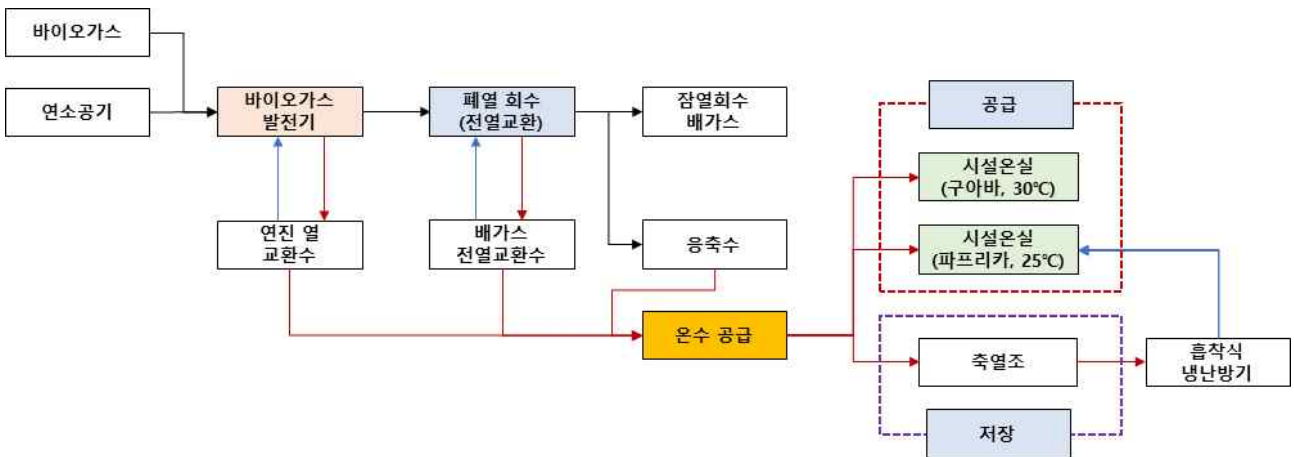 바이오가스
연소공기
바이오가스
발전기
폐열 회수
(전열교환)
잠열회수
배가스
연진 열
교환수
배가스
전열교환수
응축수
온수 공급
공급
시설온실
(구아바, 30℃)
시설온실
(파프리카, 25℃)
축열조
저장
흡착식
냉난방기